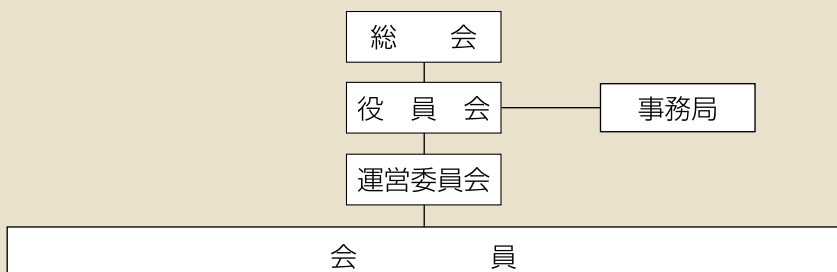 総　会
役　員　会
事務局
運営委員会
会　員